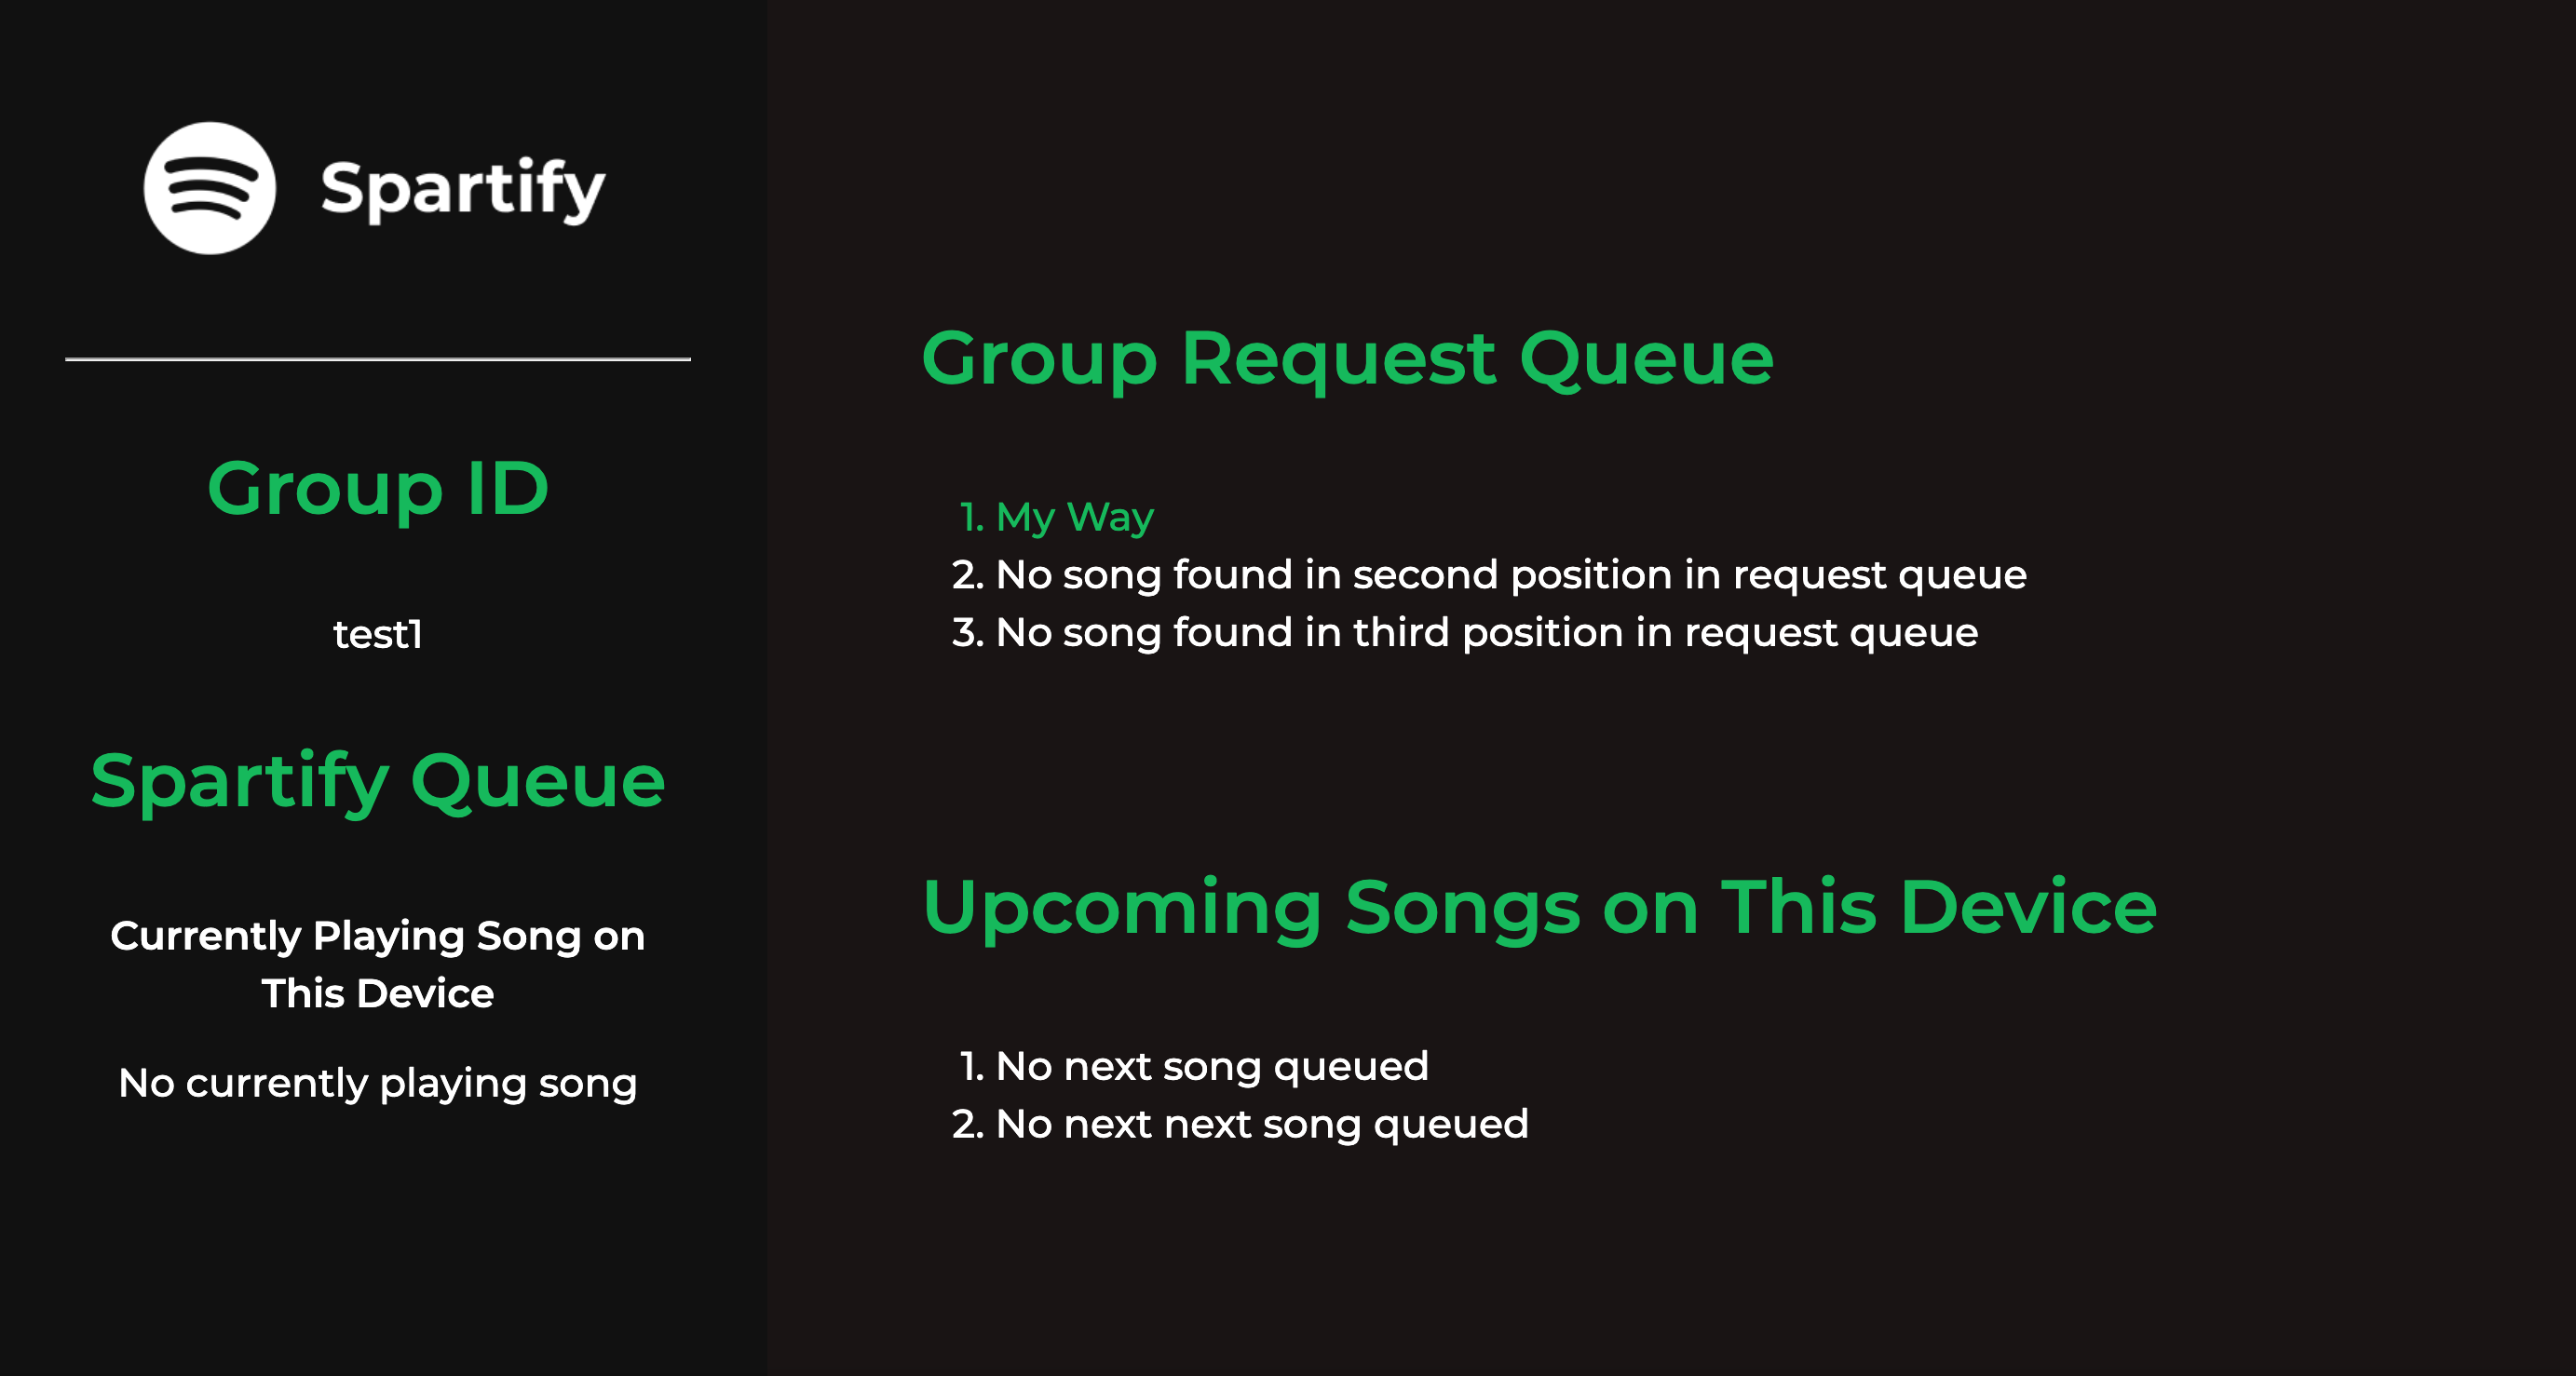 Spartify
Group ID
test1
Spartify Queue
Currently Playing Song on
This Device
No currently playing song
Group Request Queue
1. My Way
2. No song found in second position in request queue
3. No song found in third position in request queue
Upcoming Songs on This Device
1. No next song queued
2. No next next song queued